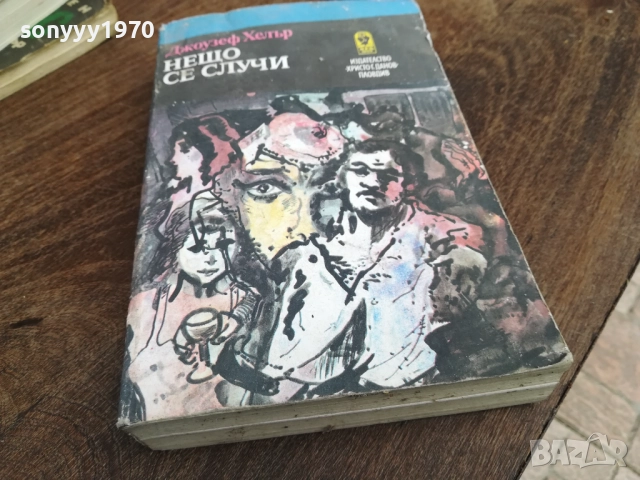 sonyyy1970
Джоузеф Хелър
НЕЩО
СЕ СЛУЧИ
ИЗДАТЕЛСТВО
„ХРИСТО Г. ДАНОВ“
ПЛОВДИВ
BAZAR